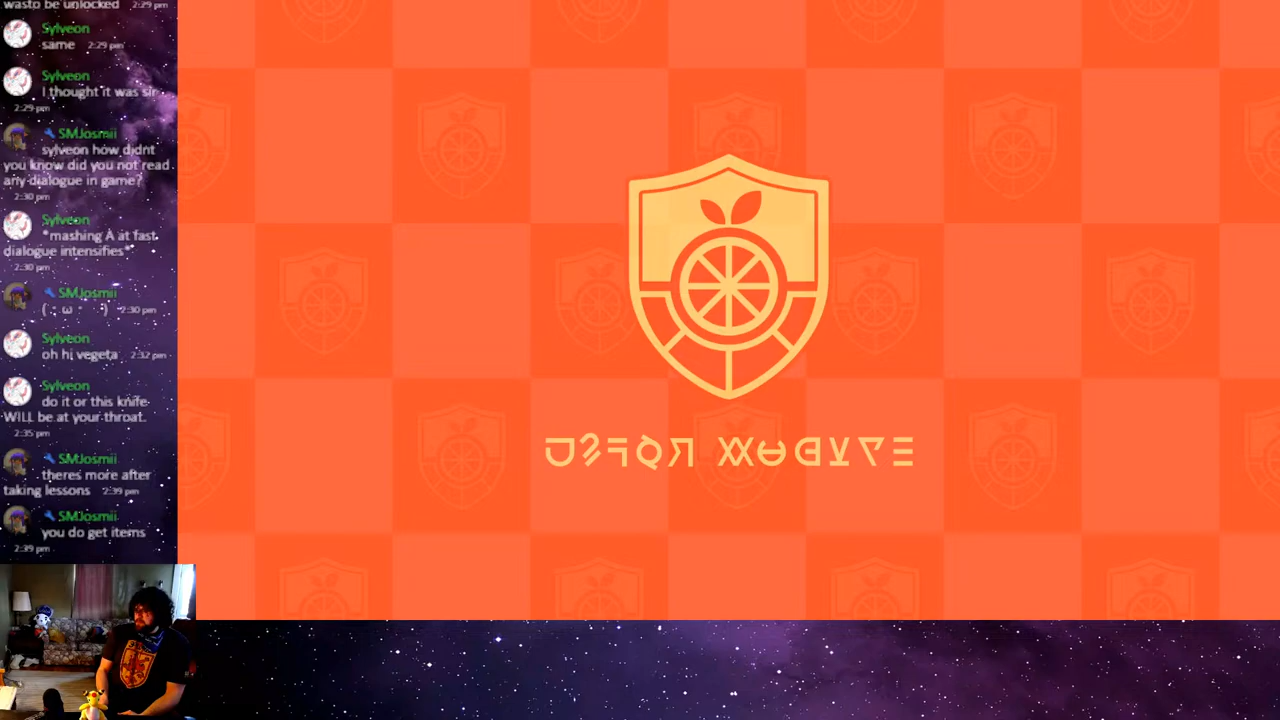 wasto be unlocked 2:29 pm
Sylveon
same 2:29 pm
Sylveon
I thought it was sir
2:29 pm
SMJosmii
sylveon how didnt
you know did you not read
any dialogue in game?
2:30 pm
Sylveon
*mashing A at fast
dialogue intensifies*
2:30 pm
SMJosmii
2:30 pm
Sylveon
oh hi vegeta 2:32 pm
Sylveon
do it or this knife
WILL be at your throat.
2:35 pm
SMJosmii
theres more after
taking lessons 2:39 pm
SMJosmii
you do get items
2:39 pm